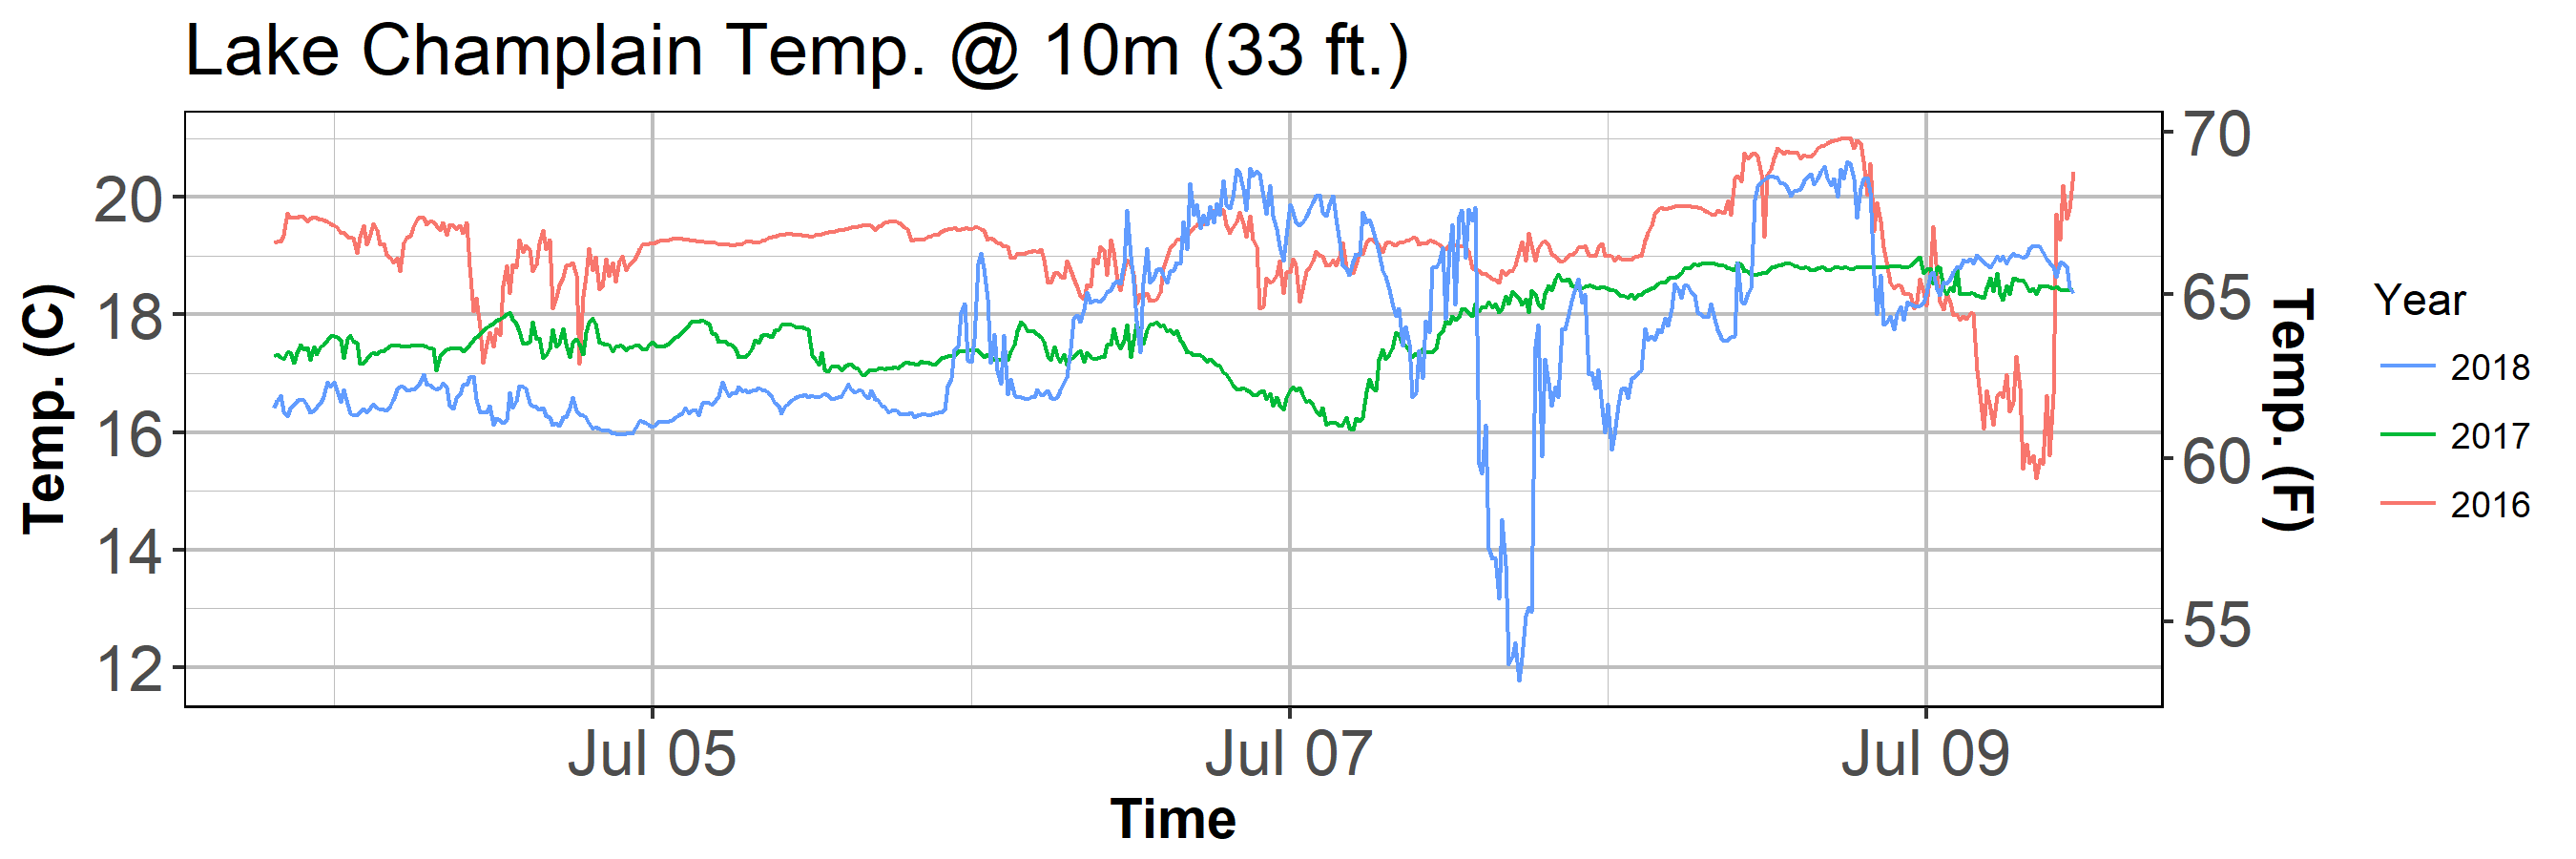 Lake Champlain Temp. @ 10m (33 ft.)
Temp. (C)
20
18
16
14
12
70
65
60
55
Temp. (F)
Jul 05
Jul 07
Jul 09
Time
Year
2018
2017
2016